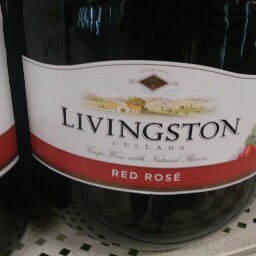 LIVINGSTON
CELLARS
Grape Wine with Natural Flavors
RED ROSÉ